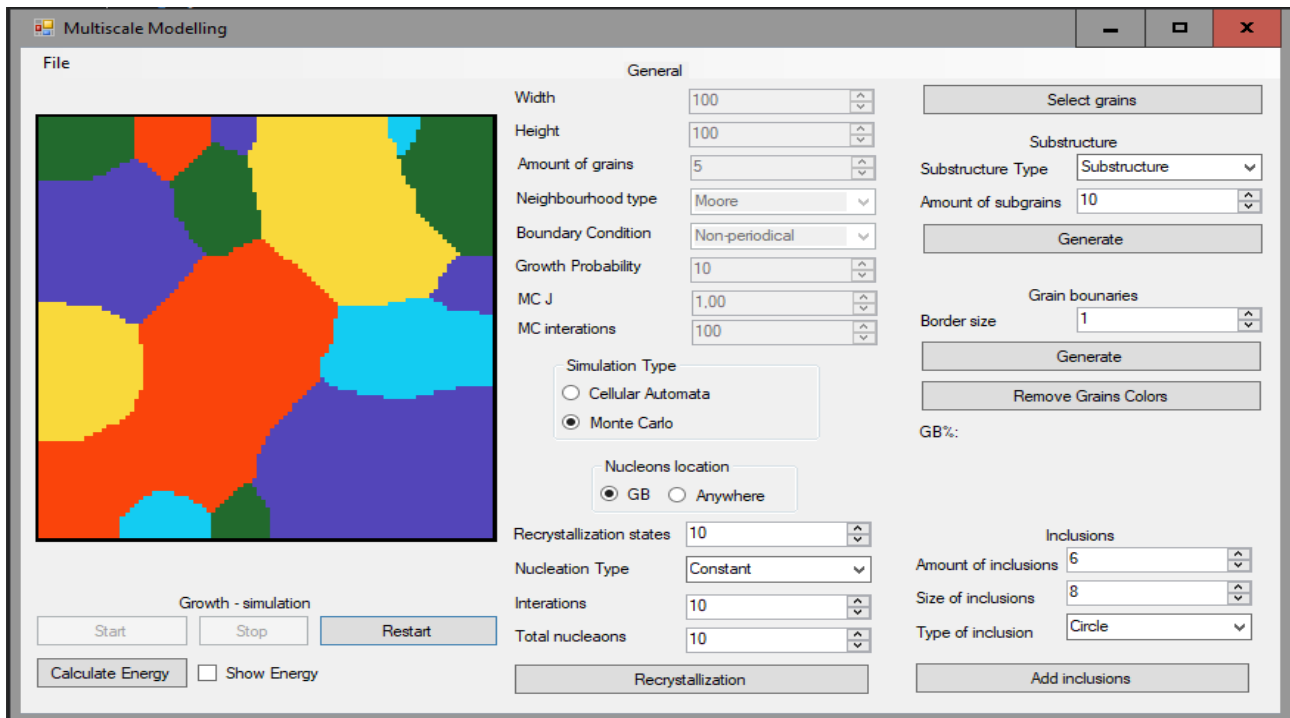 Multiscale Modelling
File
General
Width 100
Height 100
Amount of grains 5
Neighbourhood type Moore
Boundary Condition Non-periodical
Growth Probability 10
MC J 1,00
MC interations 100
Simulation Type
Cellular Automata
Monte Carlo
Nucleons location
GB Anywhere
Recrystallization states 10
Nucleation Type Constant
Interations 10
Total nucleaons 10
Recrystallization
Select grains
Substructure
Substructure Type Substructure
Amount of subgrains 10
Generate
Grain bounaries
Border size 1
Generate
Remove Grains Colors
GB%:
Inclusions
Amount of inclusions 6
Size of inclusions 8
Type of inclusion Circle
Add inclusions
Growth - simulation
Start Stop Restart
Calculate Energy Show Energy